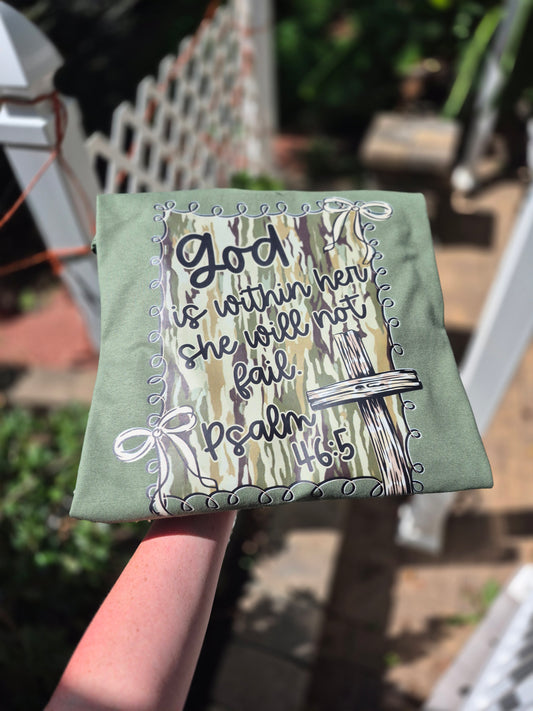 God
is within her
she will not
fail.
Psalm
46:5